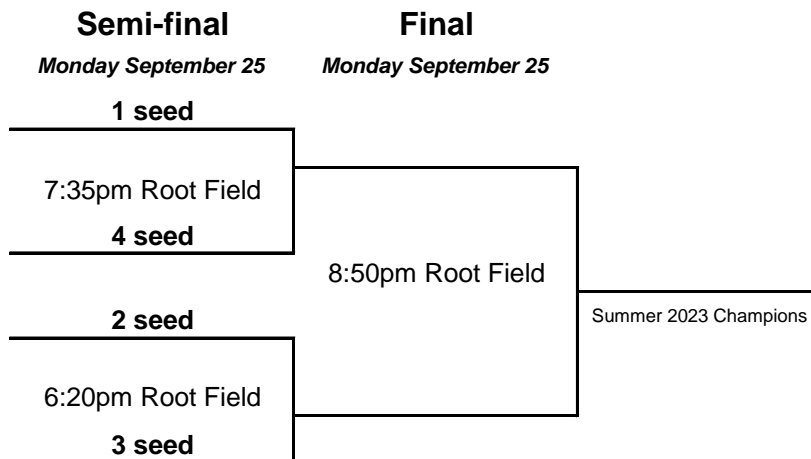 Semi-final Final
Monday September 25 Monday September 25
1 seed
7:35pm Root Field
4 seed
8:50pm Root Field
2 seed
Summer 2023 Champions
6:20pm Root Field
3 seed